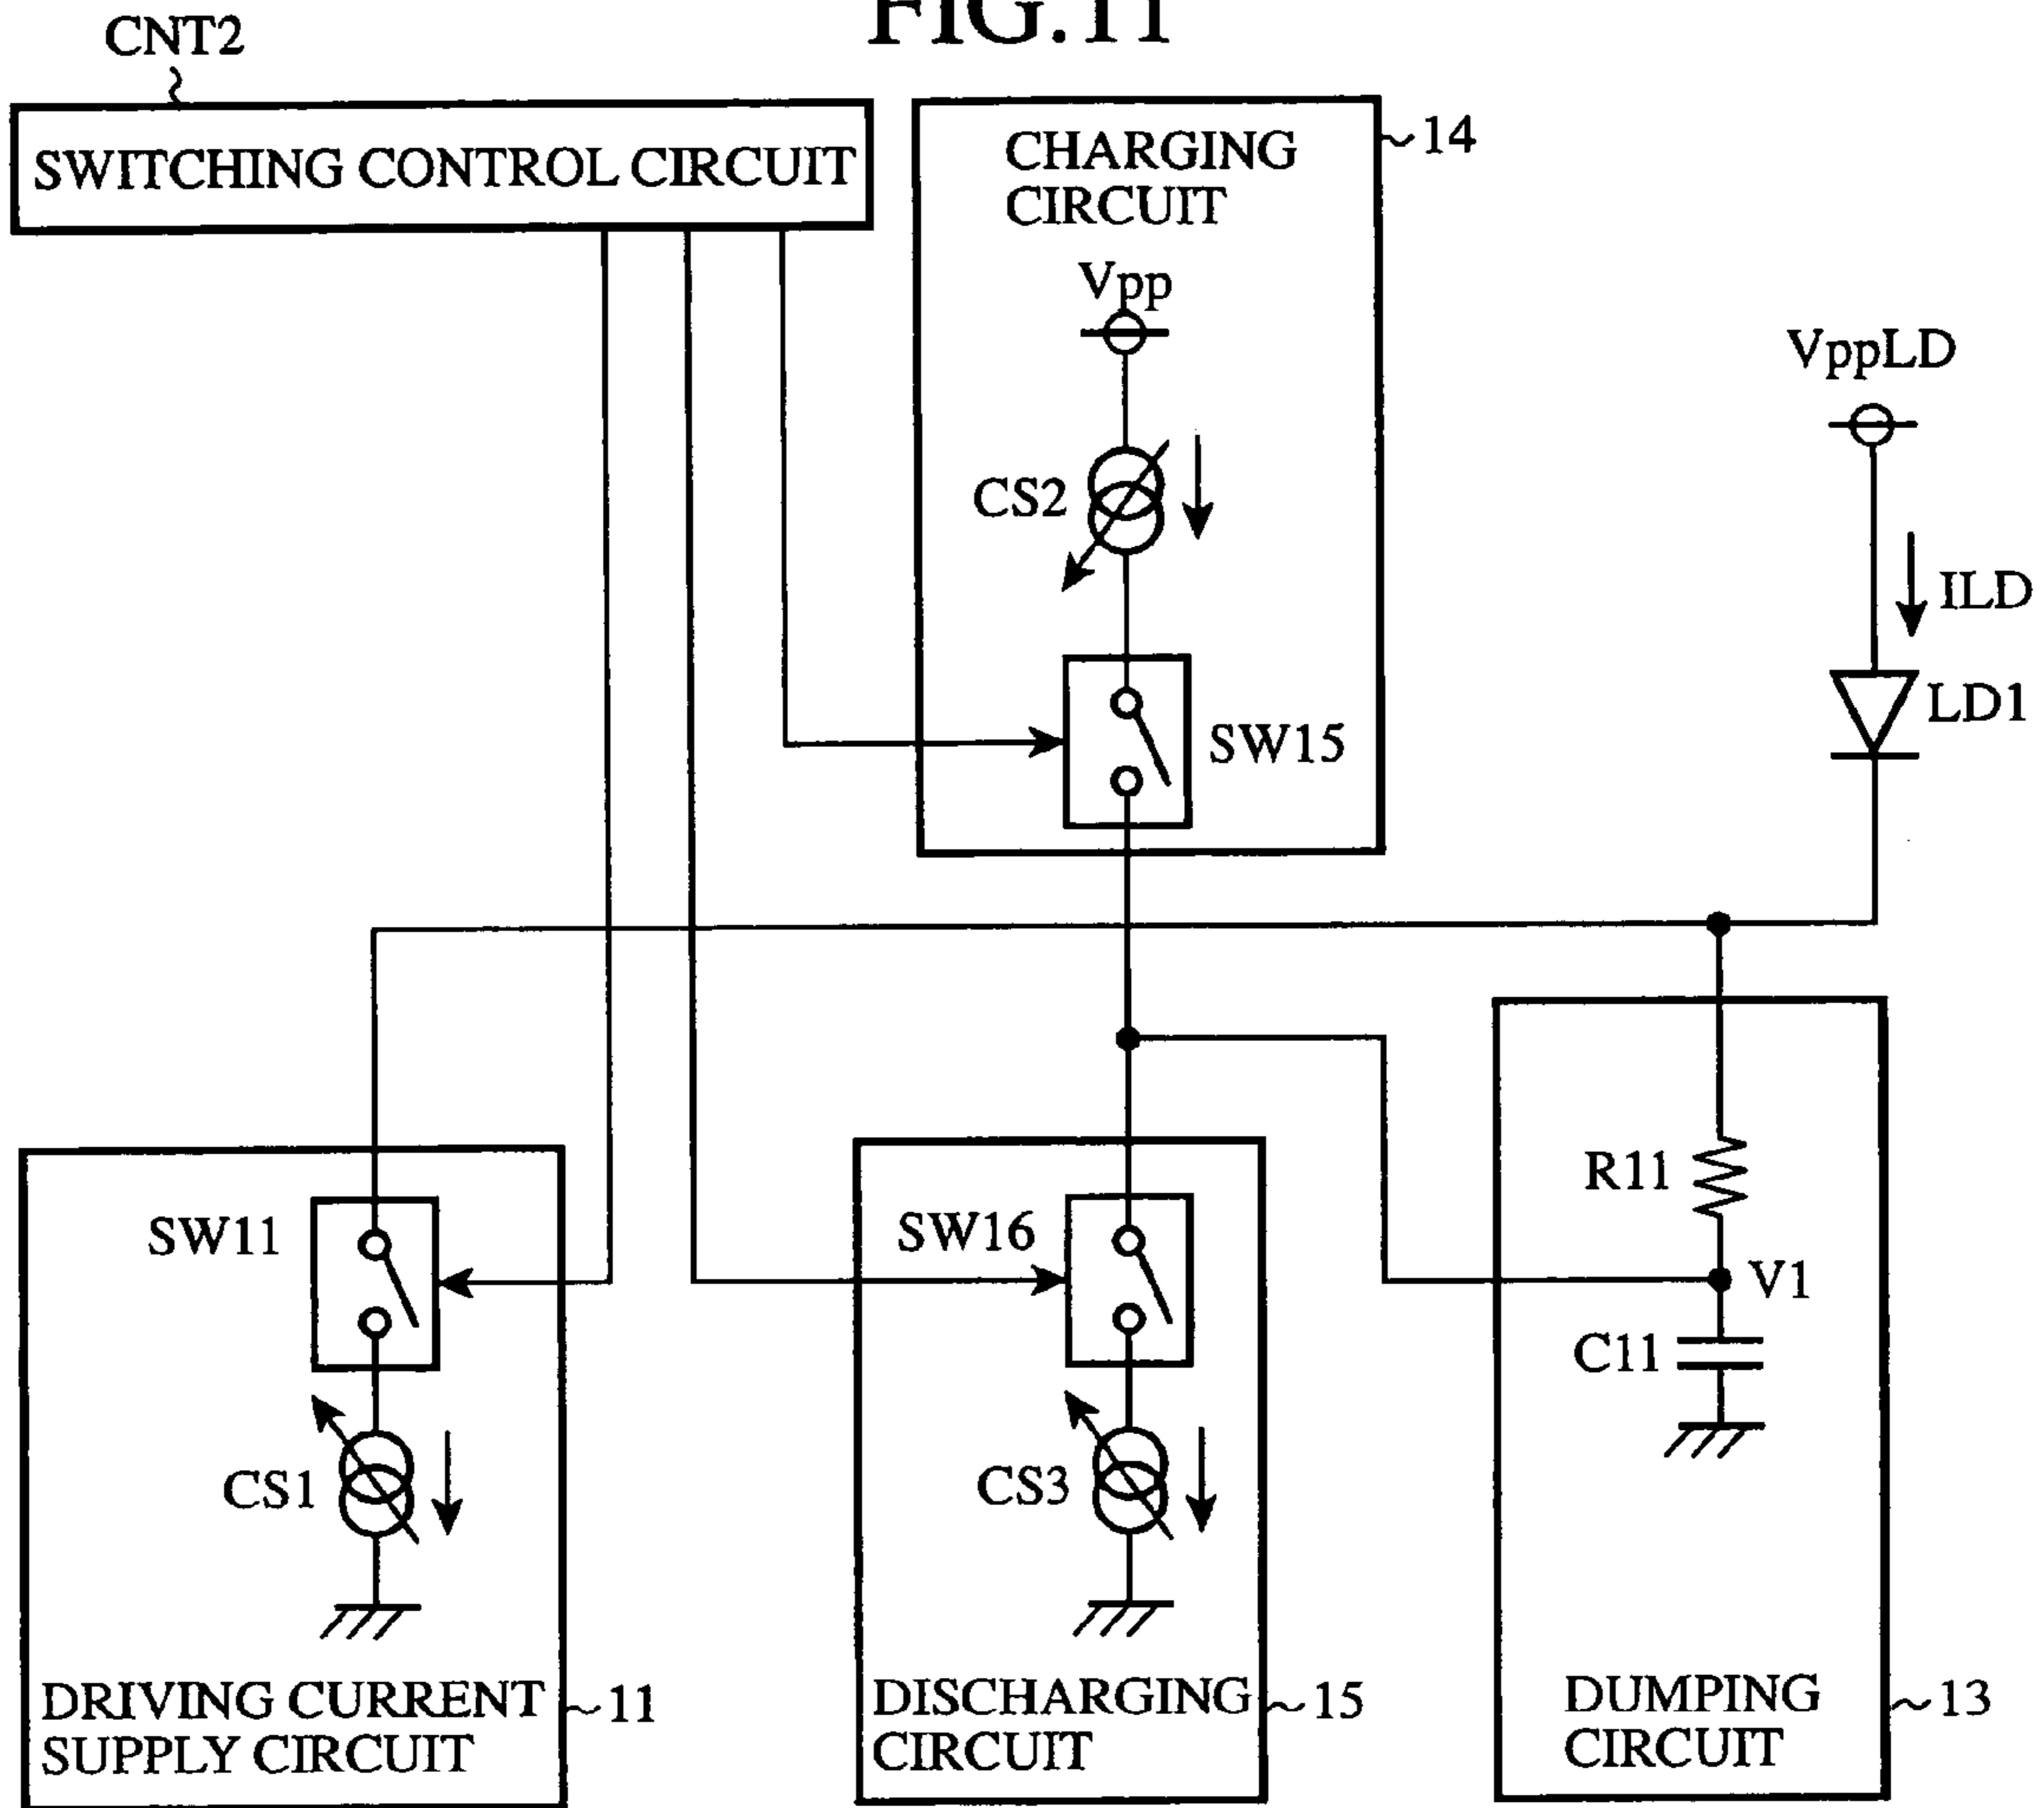 FIG.11
CNT2
SWITCHING CONTROL CIRCUIT
CHARGING
CIRCUIT
14
Vpp
VppLD
CS2
ILD
LD1
SW15
R11
SW11
SW16
V1
C11
CS1
CS3
DRIVING CURRENT
SUPPLY CIRCUIT
11
DISCHARGING
CIRCUIT
15
DUMPING
CIRCUIT
13